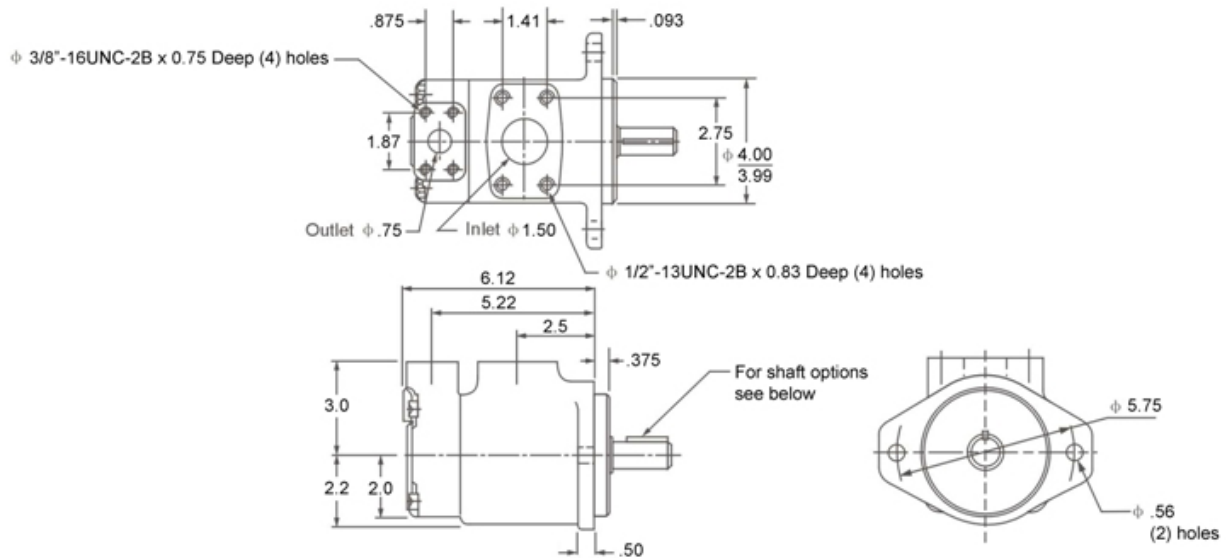 .875
1.41
.093
ϕ 3/8"-16UNC-2B x 0.75 Deep (4) holes
1.87
2.75
ϕ 4.00
3.99
Outlet ϕ .75
Inlet ϕ 1.50
ϕ 1/2"-13UNC-2B x 0.83 Deep (4) holes
6.12
5.22
2.5
.375
For shaft options
see below
3.0
2.2
2.0
.50
ϕ 5.75
ϕ .56
(2) holes